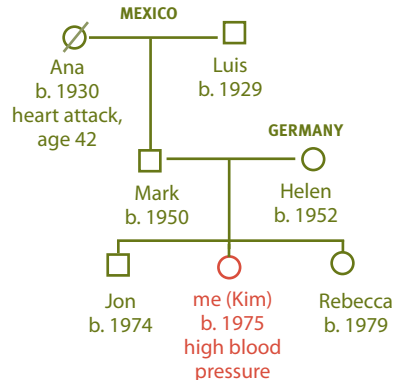 MEXICO
Ana
b. 1930
heart attack,
age 42
Luis
b. 1929
GERMANY
Mark
b. 1950
Helen
b. 1952
Jon
b. 1974
me (Kim)
b. 1975
high blood
pressure
Rebecca
b. 1979